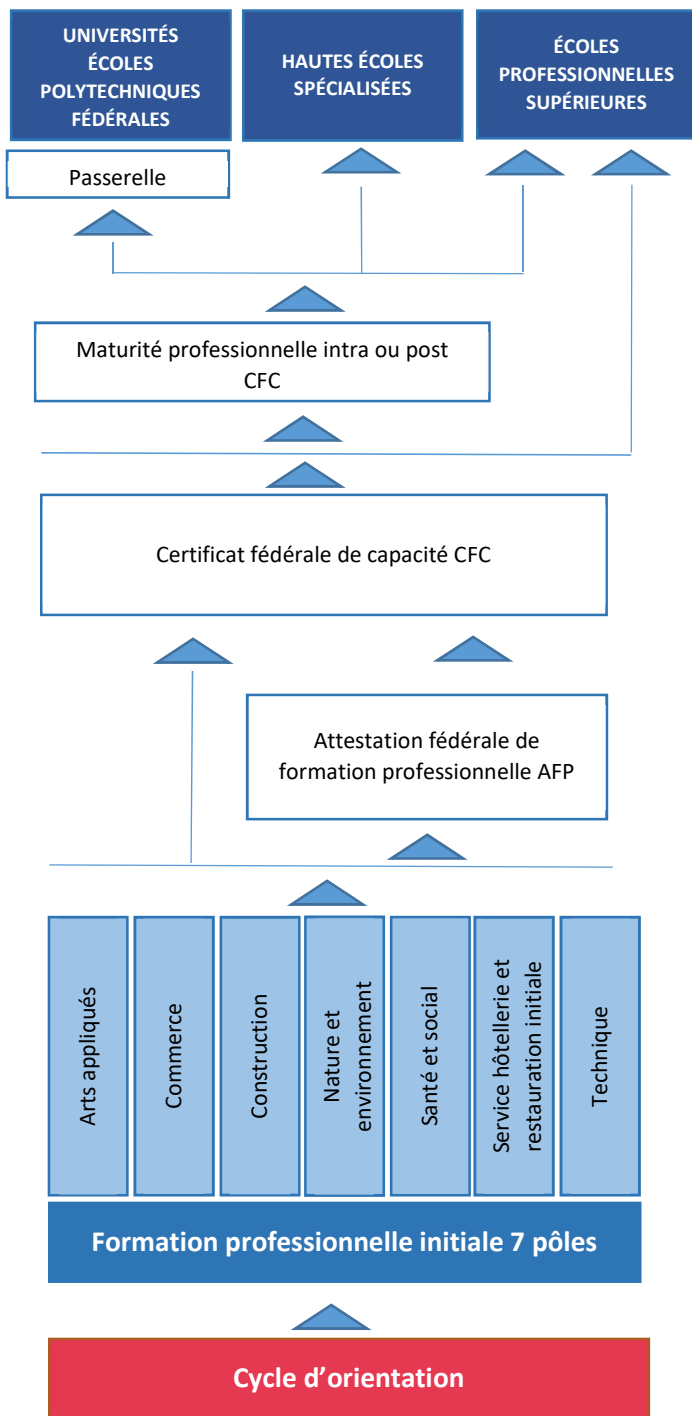 UNIVERSITÉS
ÉCOLES
POLYTECHNIQUES
FÉDÉRALES
HAUTES ÉCOLES
SPÉCIALISÉES
ÉCOLES
PROFESSIONNELLES
SUPÉRIEURES
Passerelle
Maturité professionnelle intra ou post
CFC
Certificat fédérale de capacité CFC
Attestation fédérale de
formation professionnelle AFP
Arts appliqués
Commerce
Construction
Nature et
environnement
Santé et social
Service hôtellerie et
restauration initiale
Technique
Formation professionnelle initiale 7 pôles
Cycle d’orientation